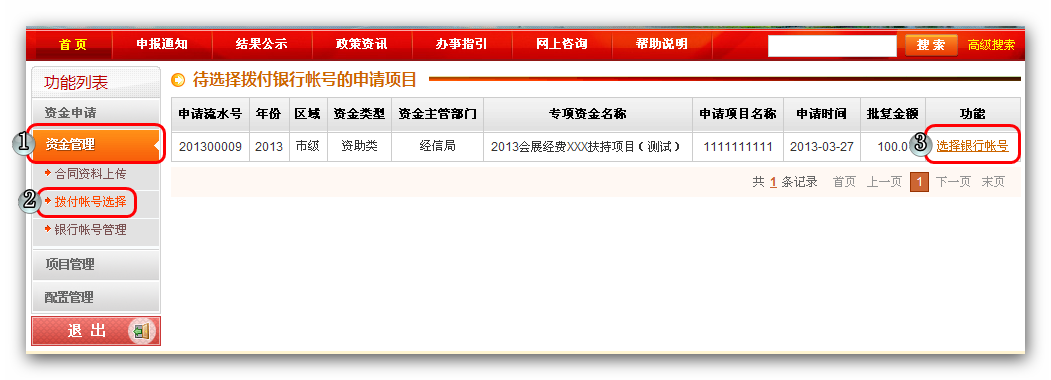 首 页 申报通知 结果公示 政策资讯 办事指引 网上咨询 帮助说明 搜 索 高级搜索
功能列表
资金申请
1 资金管理
合同资料上传
2 拨付帐号选择
银行帐号管理
项目管理
配置管理
退 出
待选择拨付银行帐号的申请项目
申请流水号 年份 区域 资金类型 资金主管部门 专项资金名称 申请项目名称 申请时间 批复金额 功能
201300009 2013 市级 资助类 经信局 2013会展经费XXX扶持项目（测试） 1111111111 2013-03-27 100.0 3 选择银行帐号
共 1 条记录 首页 上一页 1 下一页 末页